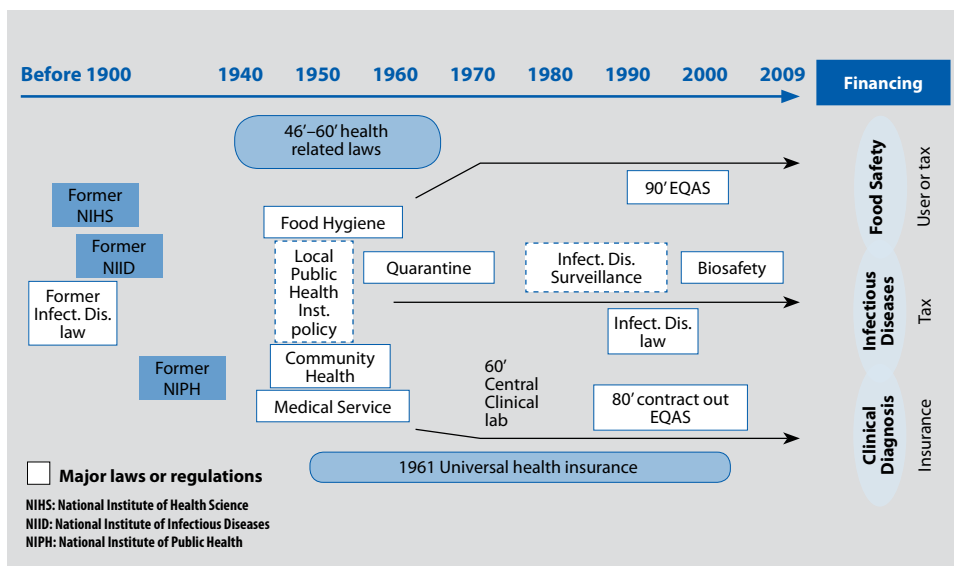 Before 1900 1940 1950 1960 1970 1980 1990 2000 2009
Financing
46′–60′ health
related laws
Former
NIHS
Former
NIID
Former
Infect. Dis.
law
Former
NIPH
Food Hygiene
Local
Public
Health
Inst.
policy
Quarantine
Infect. Dis.
Surveillance
Biosafety
90′ EQAS
Infect. Dis.
law
Community
Health
Medical Service
60′
Central
Clinical
lab
80′ contract out
EQAS
1961 Universal health insurance
Food Safety
User or tax
Infectious
Diseases
Tax
Clinical
Diagnosis
Insurance
Major laws or regulations
NIHS: National Institute of Health Science
NIID: National Institute of Infectious Diseases
NIPH: National Institute of Public Health